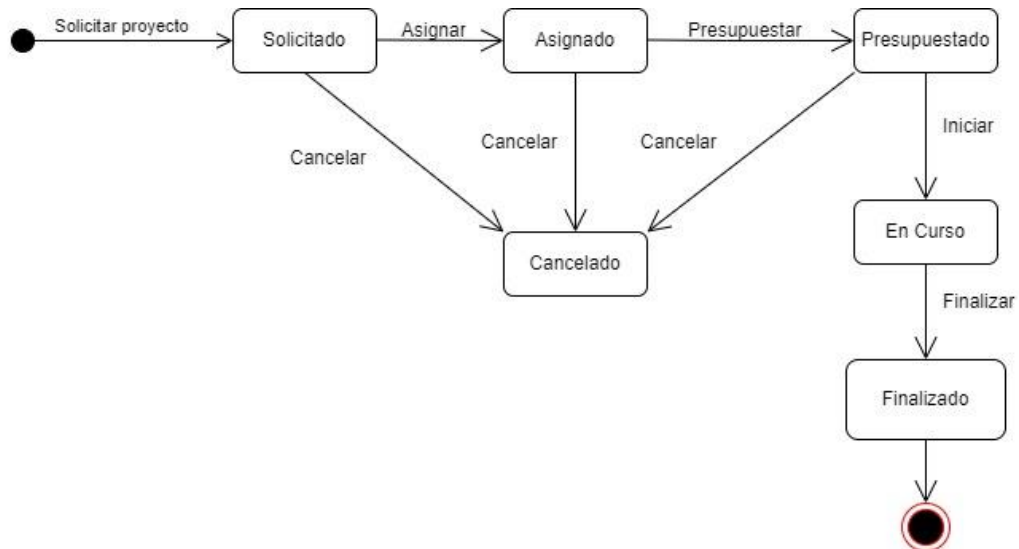 Solicitar proyecto
Solicitado
Asignar
Asignado
Presupuestar
Presupuestado
Cancelar
Cancelar
Cancelar
Iniciar
Cancelado
En Curso
Finalizar
Finalizado